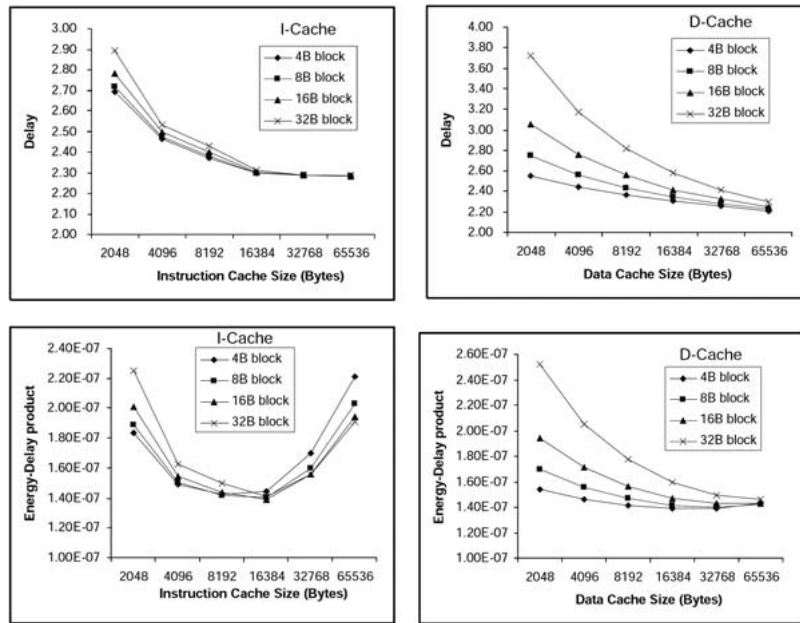 I-Cache
3.00
2.90
2.80
2.70
2.60
2.50
2.40
2.30
2.20
2.10
2.00
Delay
4B block
8B block
16B block
32B block
2048 4096 8192 16384 32768 65536
Instruction Cache Size (Bytes)
D-Cache
4.00
3.80
3.60
3.40
3.20
3.00
2.80
2.60
2.40
2.20
2.00
Delay
4B block
8B block
16B block
32B block
2048 4096 8192 16384 32768 65536
Data Cache Size (Bytes)
I-Cache
2.40E-07
2.20E-07
2.00E-07
1.80E-07
1.60E-07
1.40E-07
1.20E-07
1.00E-07
Energy-Delay product
4B block
8B block
16B block
32B block
2048 4096 8192 16384 32768 65536
Instruction Cache Size (Bytes)
D-Cache
2.60E-07
2.40E-07
2.20E-07
2.00E-07
1.80E-07
1.60E-07
1.40E-07
1.20E-07
1.00E-07
Energy-Delay product
4B block
8B block
16B block
32B block
2048 4096 8192 16384 32768 65536
Data Cache Size (Bytes)